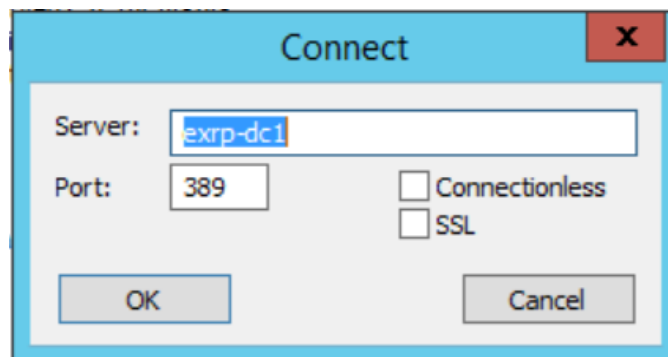 Connect
X
Server: exrp-dc1
Port: 389 Connectionless
SSL
OK Cancel